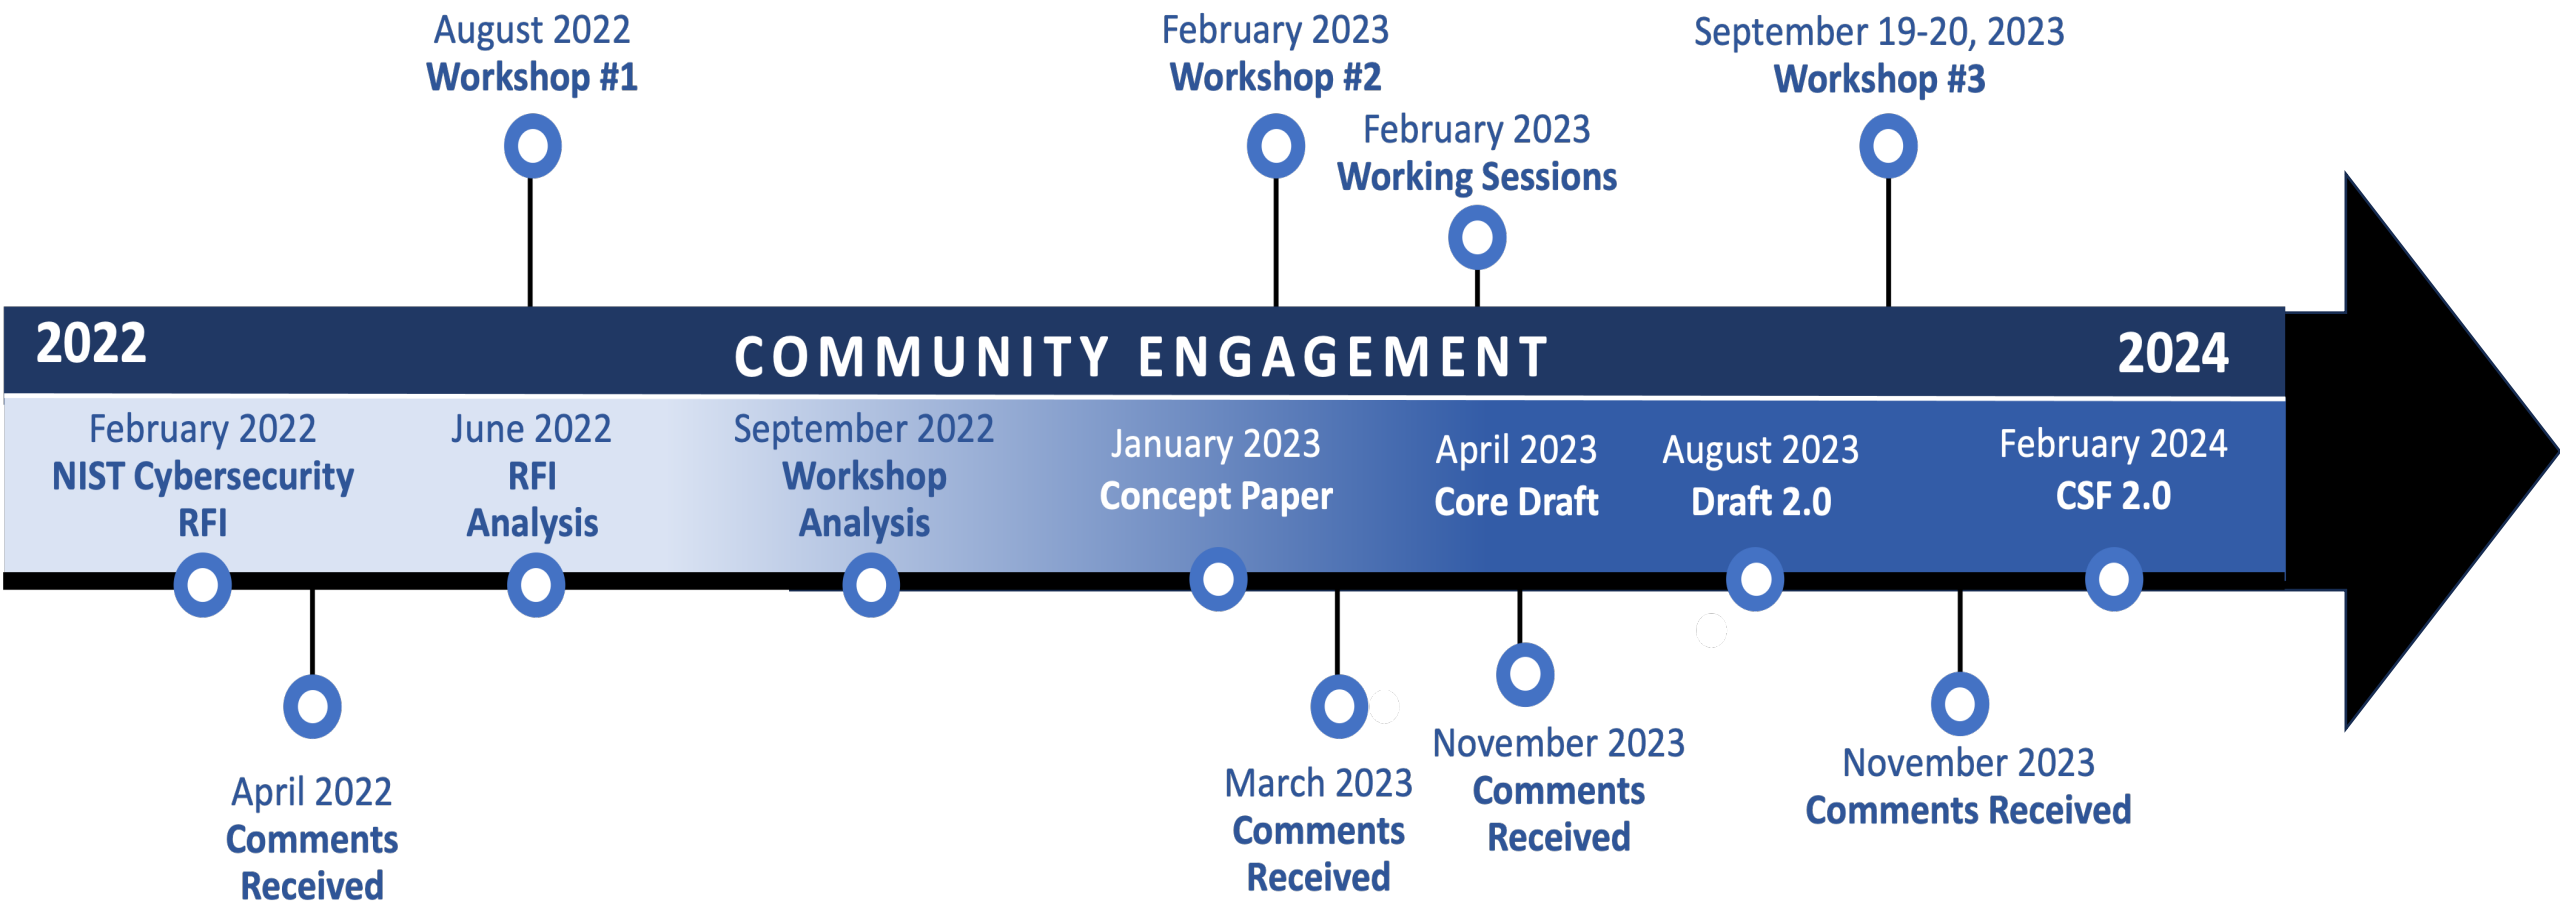 August 2022
Workshop #1
February 2023
Workshop #2
February 2023
Working Sessions
September 19-20, 2023
Workshop #3
2022
COMMUNITY ENGAGEMENT
2024
February 2022
NIST Cybersecurity
RFI
June 2022
RFI
Analysis
September 2022
Workshop
Analysis
January 2023
Concept Paper
April 2023
Core Draft
August 2023
Draft 2.0
February 2024
CSF 2.0
April 2022
Comments
Received
March 2023
Comments
Received
November 2023
Comments
Received
November 2023
Comments Received